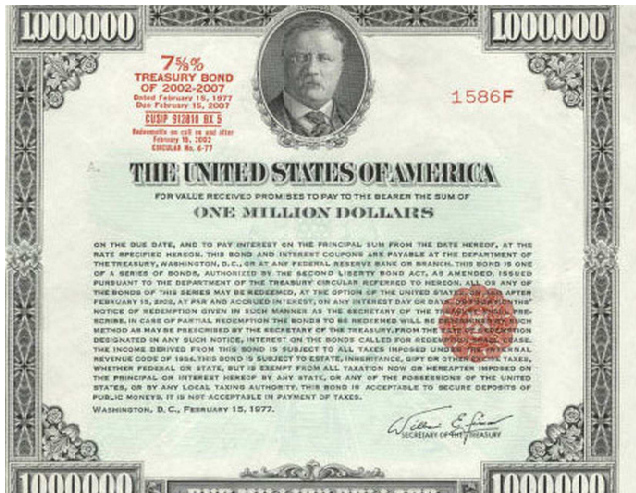 1,000,000 1,000,000
7⅝%
TREASURY BOND
OF 2002-2007
Dated February 15, 1977
Due February 15, 2007
CUSIP 912810 BX 5
Redeemable on call on and after
February 15, 2002
CIRCULAR No. 6-77
1586F
THE UNITED STATES OF AMERICA
FOR VALUE RECEIVED PROMISES TO PAY TO THE BEARER THE SUM OF
ONE MILLION DOLLARS
ON THE DUE DATE, AND TO PAY INTEREST ON THE PRINCIPAL SUM FROM THE DATE HEREOF, AT THE
RATE SPECIFIED HEREON. THIS BOND AND INTEREST COUPONS ARE PAYABLE AT THE DEPARTMENT OF
THE TREASURY, WASHINGTON, D.C., OR AT ANY FEDERAL RESERVE BANK OR BRANCH. THIS BOND IS ONE
OF A SERIES OF BONDS, AUTHORIZED BY THE SECOND LIBERTY BOND ACT, AS AMENDED, ISSUED
PURSUANT TO THE DEPARTMENT OF THE TREASURY CIRCULAR REFERRED TO HEREON. ALL OR ANY OF
THE BONDS OF THIS SERIES MAY BE REDEEMED, AT THE OPTION OF THE UNITED STATES, ON AND AFTER
FEBRUARY 15, 2002, AT PAR AND ACCRUED INTEREST, ON ANY INTEREST DAY OR DAYS, ON
NOTICE OF REDEMPTION GIVEN IN SUCH MANNER AS THE SECRETARY OF THE TREASURY SHALL PRE-
SCRIBE. IN CASE OF PARTIAL REDEMPTION THE BONDS TO BE REDEEMED WILL BE DETERMINED BY
METHOD AS MAY BE PRESCRIBED BY THE SECRETARY OF THE TREASURY. FROM THE DATE OF REDEMPTION
DESIGNATED IN ANY SUCH NOTICE, INTEREST ON THE BONDS CALLED FOR REDEMPTION SHALL CEASE.
THE INCOME DERIVED FROM THIS BOND IS SUBJECT TO ALL TAXES IMPOSED UNDER THE INTERNAL
REVENUE CODE OF 1954. THIS BOND IS SUBJECT TO ESTATE, INHERITANCE, GIFT OR OTHER EXCISE TAXES,
WHETHER FEDERAL OR STATE, BUT IS EXEMPT FROM ALL TAXATION NOW OR HEREAFTER IMPOSED ON
THE PRINCIPAL OR INTEREST HEREOF BY ANY STATE, OR ANY OF THE POSSESSIONS OF THE UNITED
STATES, OR BY ANY LOCAL TAXING AUTHORITY. THIS BOND IS ACCEPTABLE TO SECURE DEPOSITS OF
PUBLIC MONEYS. IT IS NOT ACCEPTABLE IN PAYMENT OF TAXES.
WASHINGTON, D. C., FEBRUARY 15, 1977.
SECRETARY OF THE TREASURY
1,000,000 ONE MILLION DOLLARS 1,000,000